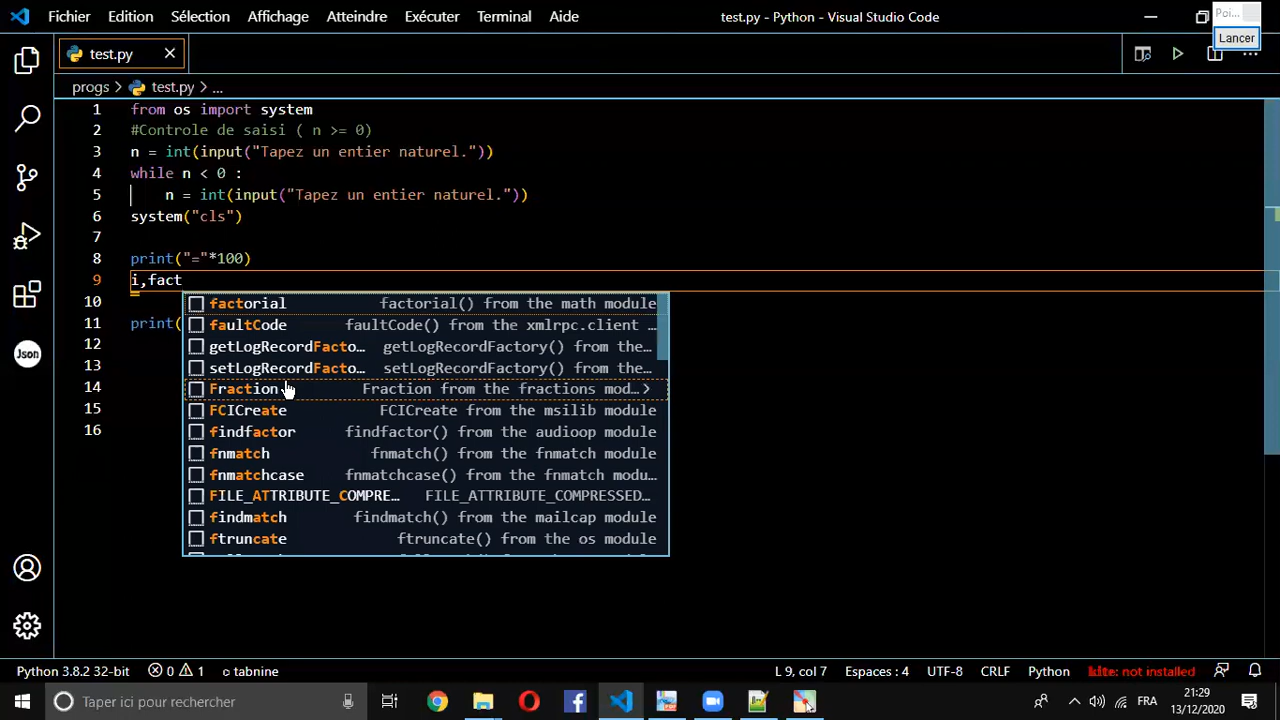 Fichier Edition Sélection Affichage Atteindre Exécuter Terminal Aide test.py - Python - Visual Studio Code Poi...
Lancer
test.py
progs > test.py > ...
1 from os import system
2 #Controle de saisi ( n >= 0)
3 n = int(input("Tapez un entier naturel."))
4 while n < 0 :
5 n = int(input("Tapez un entier naturel."))
6 system("cls")
7
8 print("="*100)
9 i,fact
10
11 print(
12
13
14
15
16
factorial factorial() from the math module
faultCode faultCode() from the xmlrpc.client ...
getLogRecordFacto... getLogRecordFactory() from the...
setLogRecordFacto... setLogRecordFactory() from the...
Fraction Fraction from the fractions mod...
FCICreate FCICreate from the msilib module
findfactor findfactor() from the audioop module
fnmatch fnmatch() from the fnmatch module
fnmatchcase fnmatchcase() from the fnmatch modu...
FILE_ATTRIBUTE_COMPRE... FILE_ATTRIBUTE_COMPRESSED...
findmatch findmatch() from the mailcap module
ftruncate ftruncate() from the os module
Json
Python 3.8.2 32-bit 0 1 tabnine L 9, col 7 Espaces : 4 UTF-8 CRLF Python kite: not installed
Taper ici pour rechercher FRA 21:29
13/12/2020